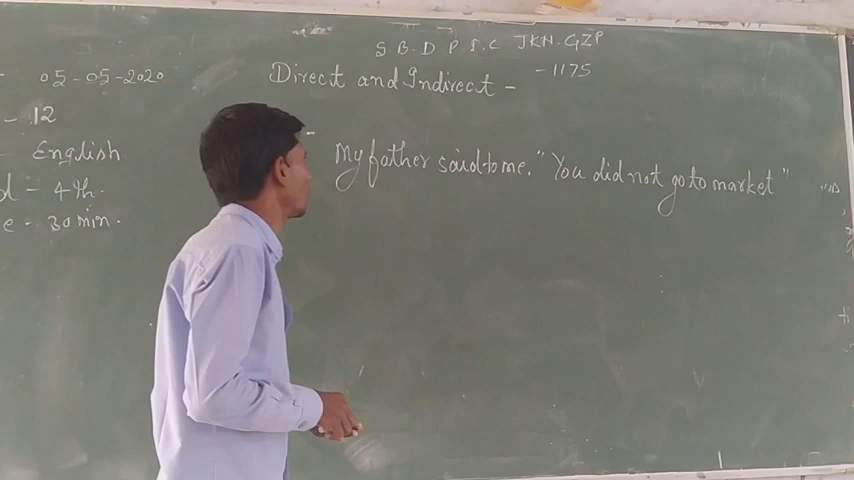 S B. D P. I. C JKN. GZP
- 1175
05-05-2020
Direct and Indirect -
- 12
English
d - 4th.
e - 30 min.
- My father said to me. "You did not go to market"